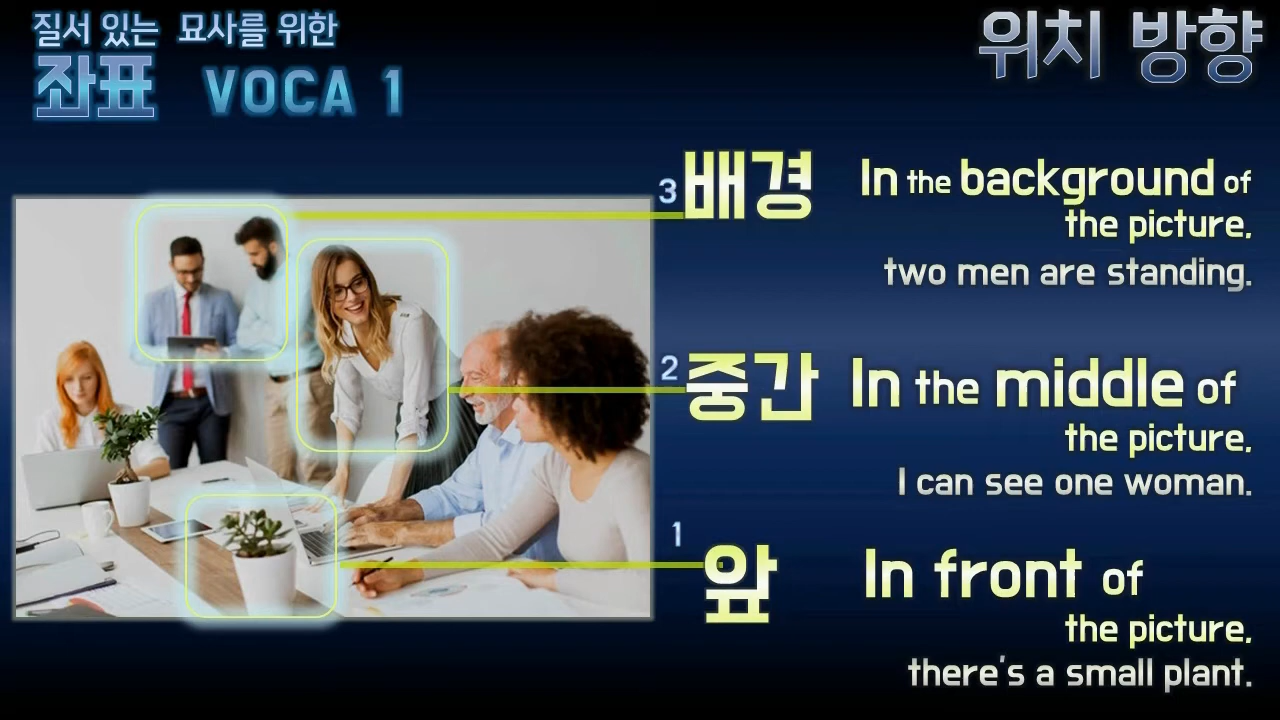 질서 있는 묘사를 위한
좌표 VOCA 1
위치 방향
3 배경 In the background of
the picture,
two men are standing.
2 중간 In the middle of
the picture,
I can see one woman.
1 앞 In front of
the picture,
there's a small plant.